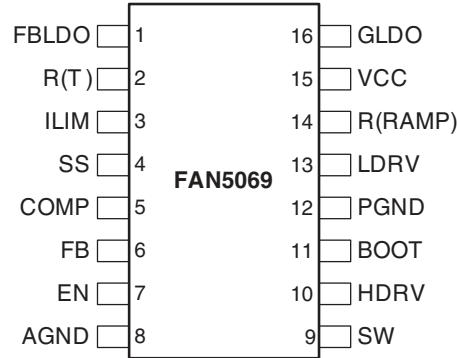 FBLDO 1 16 GLDO
R(T) 2 15 VCC
ILIM 3 14 R(RAMP)
SS 4 13 LDRV
FAN5069
COMP 5 12 PGND
FB 6 11 BOOT
EN 7 10 HDRV
AGND 8 9 SW